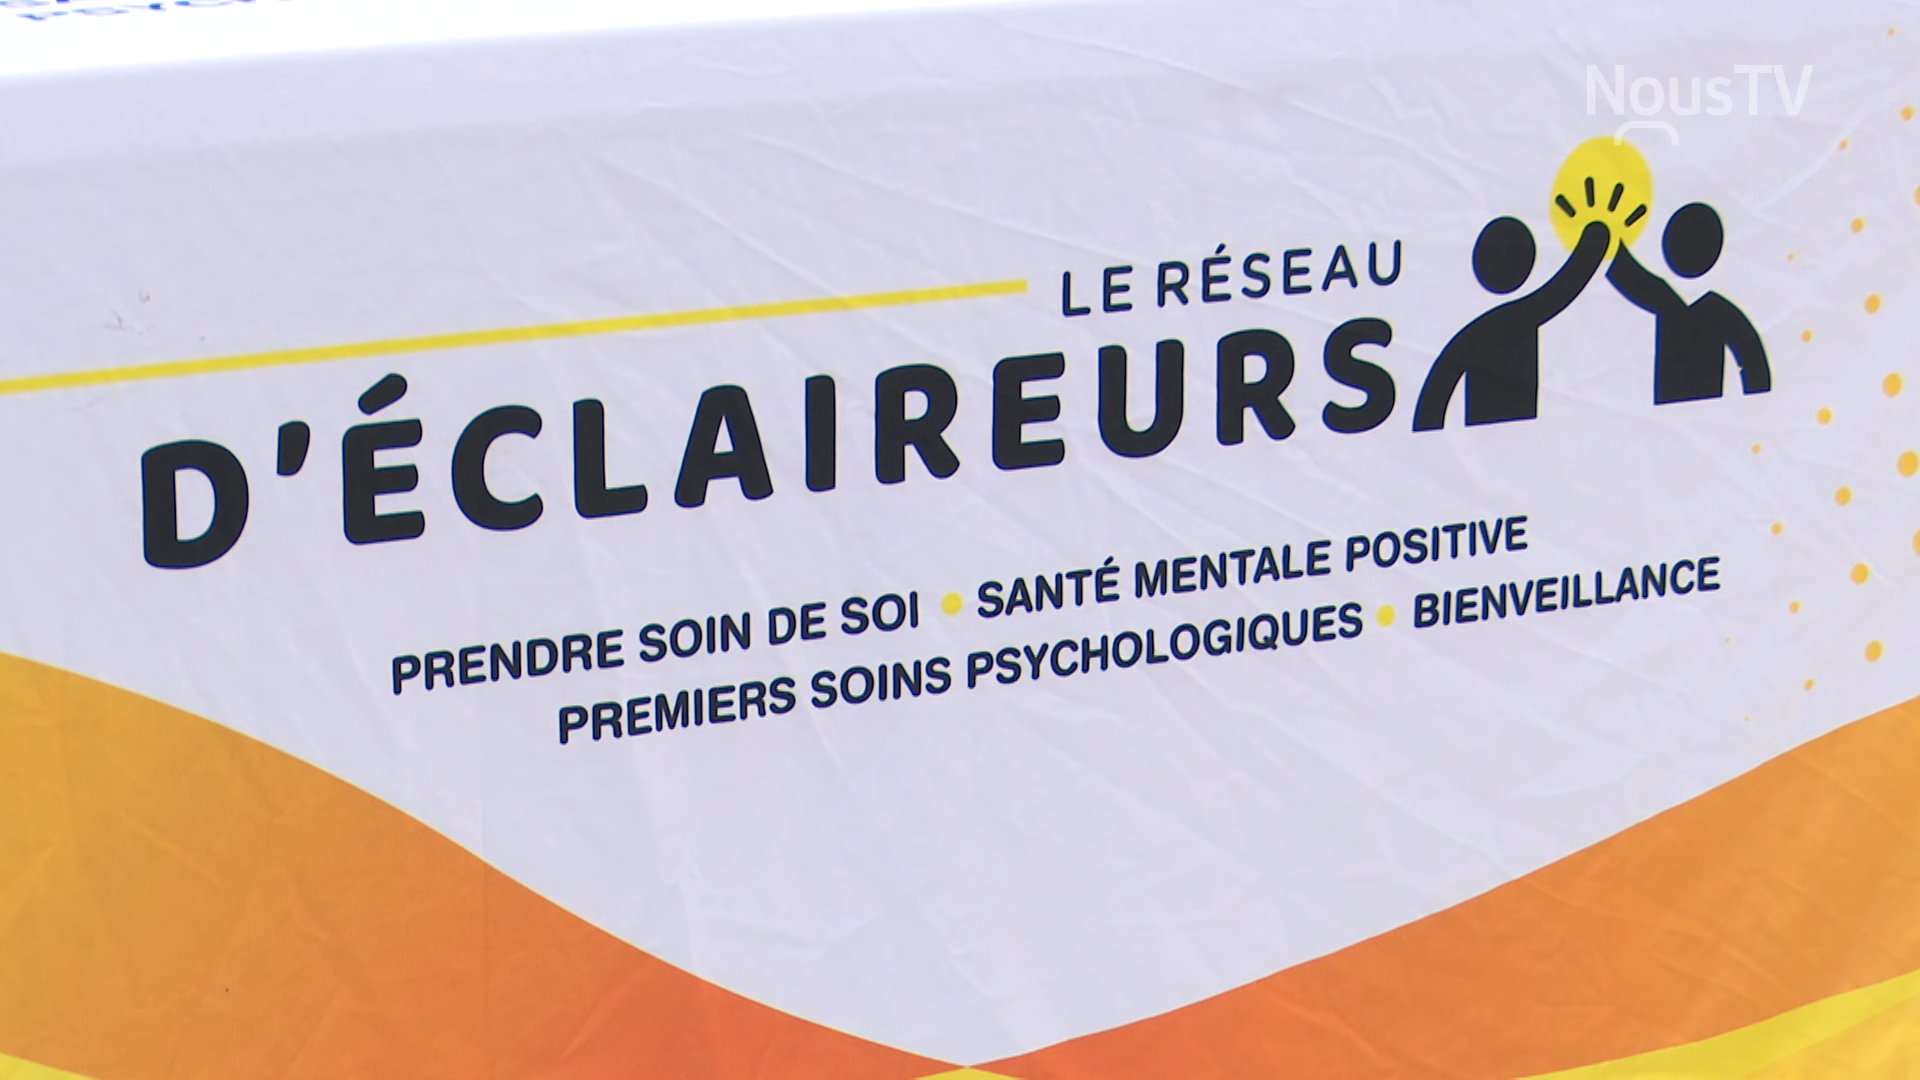 NousTV
LE RÉSEAU
D'ÉCLAIREURS
PRENDRE SOIN DE SOI • SANTÉ MENTALE POSITIVE
PREMIERS SOINS PSYCHOLOGIQUES • BIENVEILLANCE